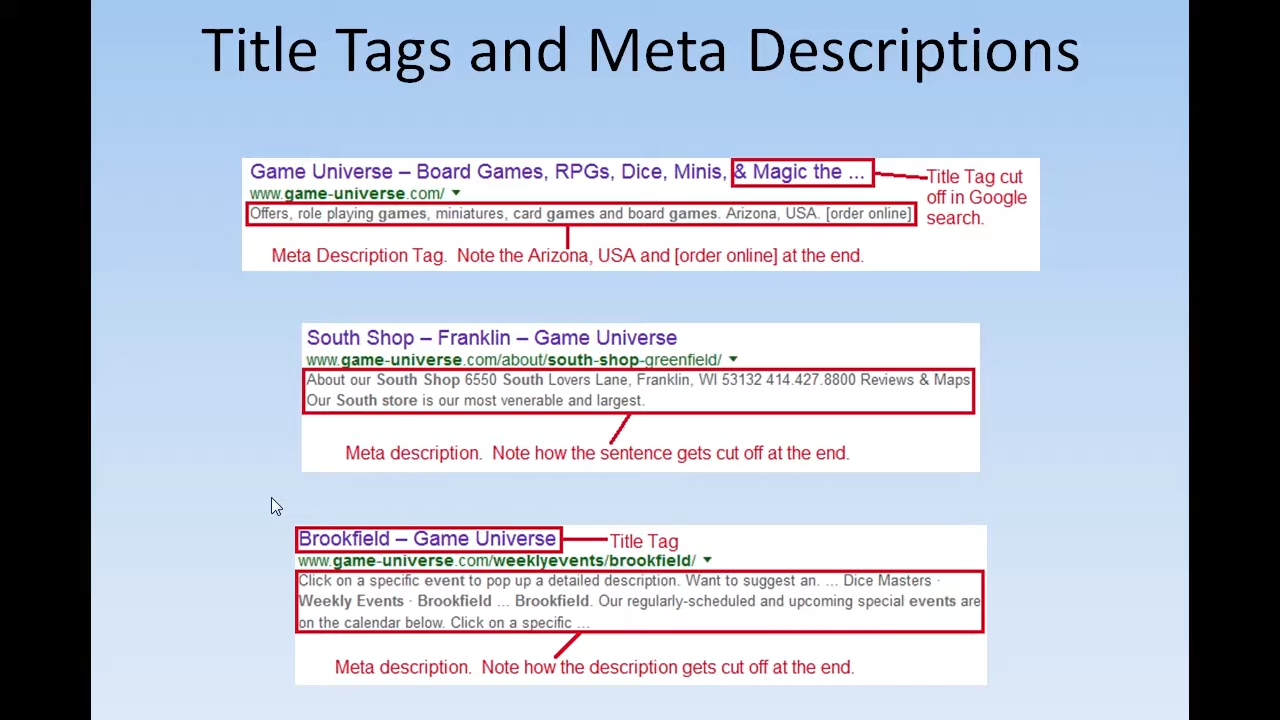 Title Tags and Meta Descriptions
Game Universe – Board Games, RPGs, Dice, Minis, & Magic the ...
www.game-universe.com/
Offers, role playing games, miniatures, card games and board games. Arizona, USA. [order online]
Title Tag cut
off in Google
search.
Meta Description Tag. Note the Arizona, USA and [order online] at the end.
South Shop – Franklin – Game Universe
www.game-universe.com/about/south-shop-greenfield/
About our South Shop 6550 South Lovers Lane, Franklin, WI 53132 414.427.8800 Reviews & Maps
Our South store is our most venerable and largest.
Meta description. Note how the sentence gets cut off at the end.
Brookfield – Game Universe
Title Tag
www.game-universe.com/weeklyevents/brookfield/
Click on a specific event to pop up a detailed description. Want to suggest an. ... Dice Masters ·
Weekly Events · Brookfield ... Brookfield. Our regularly-scheduled and upcoming special events are
on the calendar below. Click on a specific ...
Meta description. Note how the description gets cut off at the end.